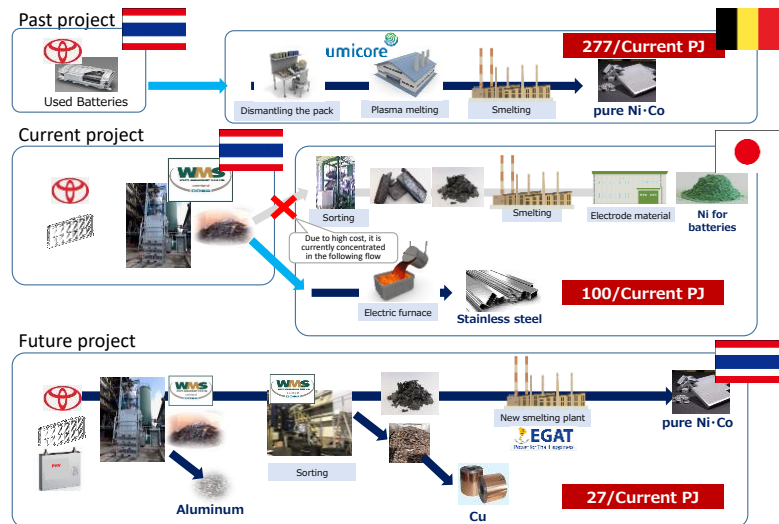 Past project
Used Batteries
umicore
Dismantling the pack
Plasma melting
Smelting
277/Current PJ
pure Ni・Co
Current project
WMS
Sorting
Due to high cost, it is
currently concentrated
in the following flow
Smelting
Electrode material
Ni for
batteries
Electric furnace
Stainless steel
100/Current PJ
Future project
WMS
WMS
Aluminum
Sorting
New smelting plant
EGAT
Cu
pure Ni・Co
27/Current PJ